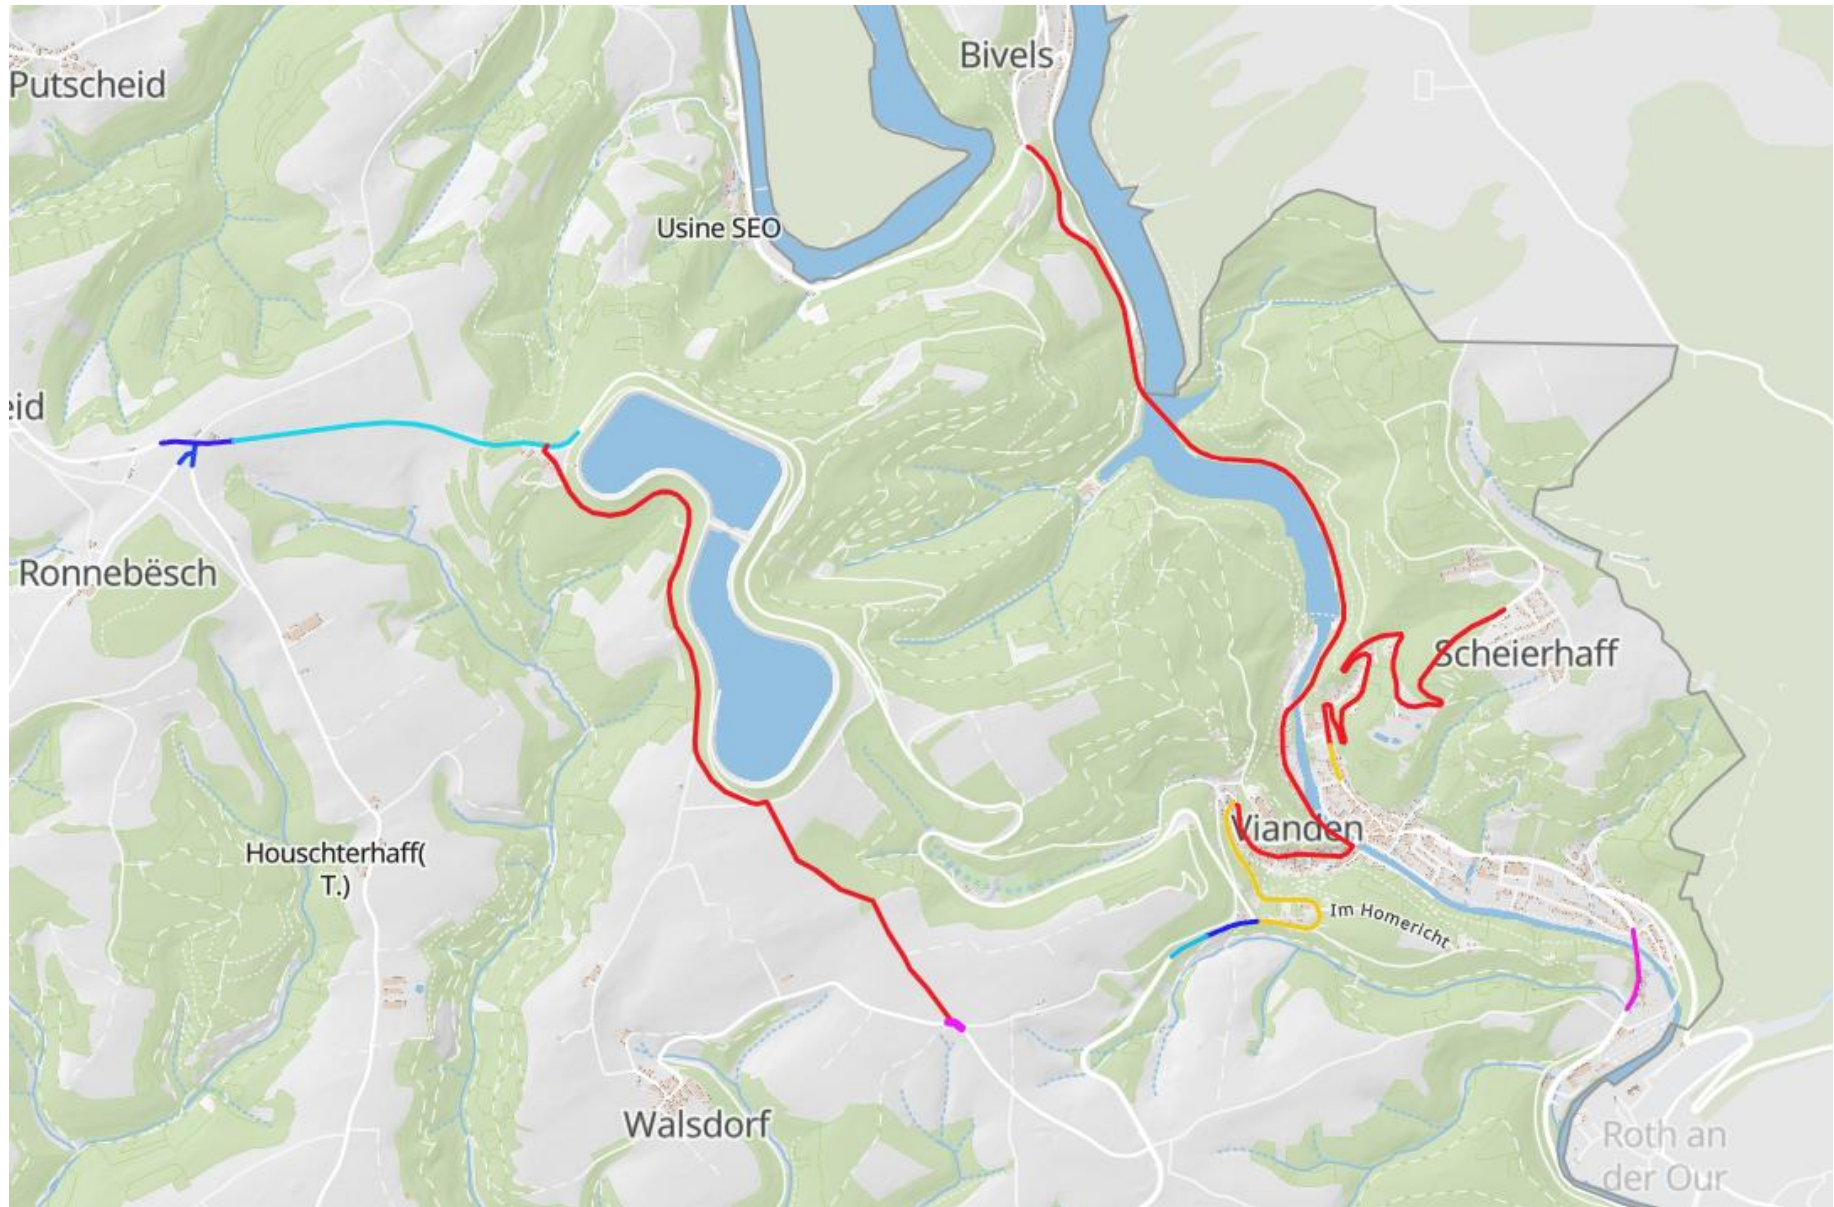 Bivels
Putscheid
Usine SEO
eid
Ronnebësch
Scheierhaff
Vianden
Houschterhaff(
T.)
Im Homericht
Walsdorf
Roth an
der Our